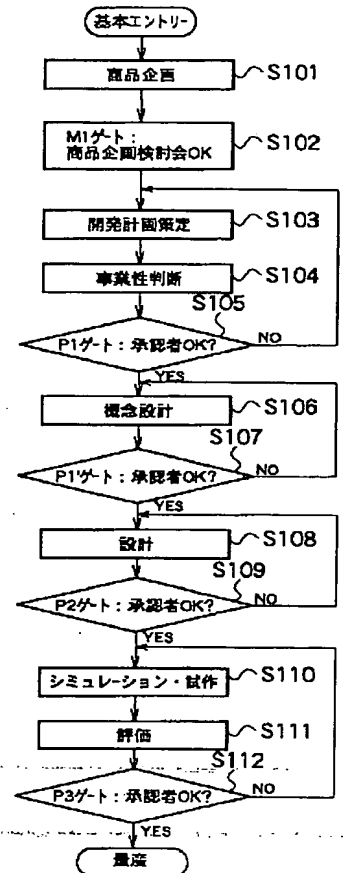 基本エントリー
商品企画
S101
M1ゲート：
商品企画検討会OK
S102
開発計画策定
S103
事業性判断
S104
S105
P1ゲート：承認者OK?
NO
YES
概念設計
S106
S107
P1'ゲート：承認者OK?
NO
YES
設計
S108
S109
P2ゲート：承認者OK?
NO
YES
シミュレーション・試作
S110
評価
S111
S112
P3ゲート：承認者OK?
NO
YES
量産